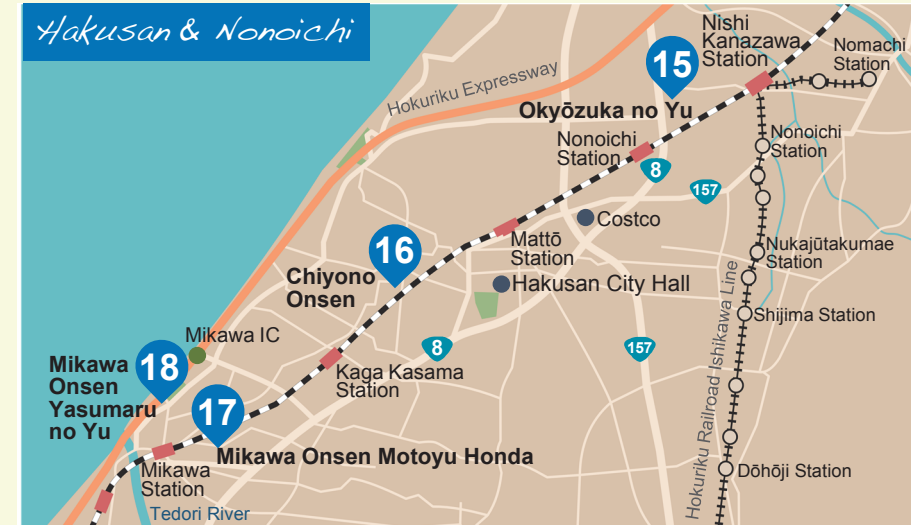 Hakusan & Nonoichi
Nishi
Kanazawa
Station
Nomachi
Station
15
Hokuriku Expressway
Okyōzuka no Yu
Nonoichi
Station
Nonoichi
Station
8
157
Costco
Mattō
Station
16
Chiyono
Onsen
Hakusan City Hall
Nukajūtakumae
Station
Hokuriku Railroad Ishikawa Line
Shijima Station
Mikawa IC
8
157
18
Mikawa
Onsen
Yasumaru
no Yu
Kaga Kasama
Station
17
Mikawa Onsen Motoyu Honda
Mikawa
Station
Dōhōji Station
Tedori River